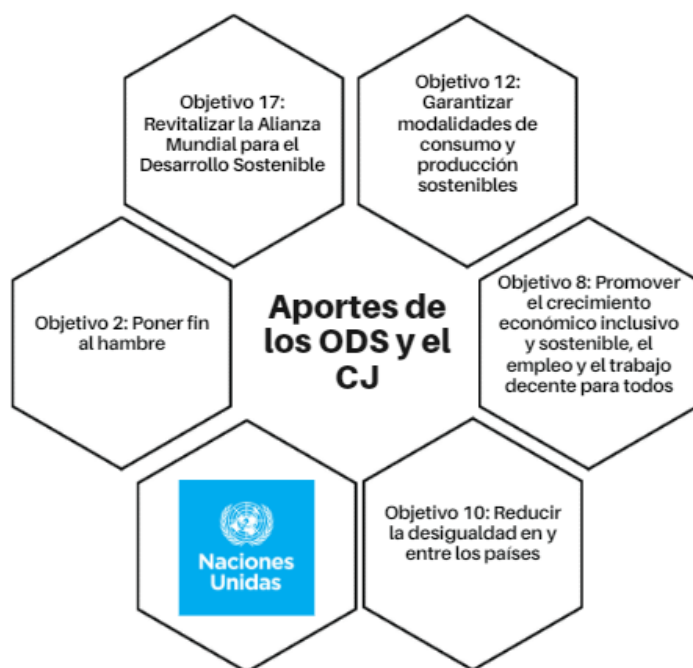 Objetivo 17:
Revitalizar la Alianza
Mundial para el
Desarrollo Sostenible
Objetivo 12:
Garantizar
modalidades de
consumo y
producción
sostenibles
Objetivo 2: Poner fin
al hambre
Aportes de
los ODS y el
CJ
Objetivo 8: Promover
el crecimiento
económico inclusivo
y sostenible, el
empleo y el trabajo
decente para todos
Naciones
Unidas
Objetivo 10: Reducir
la desigualdad en y
entre los países